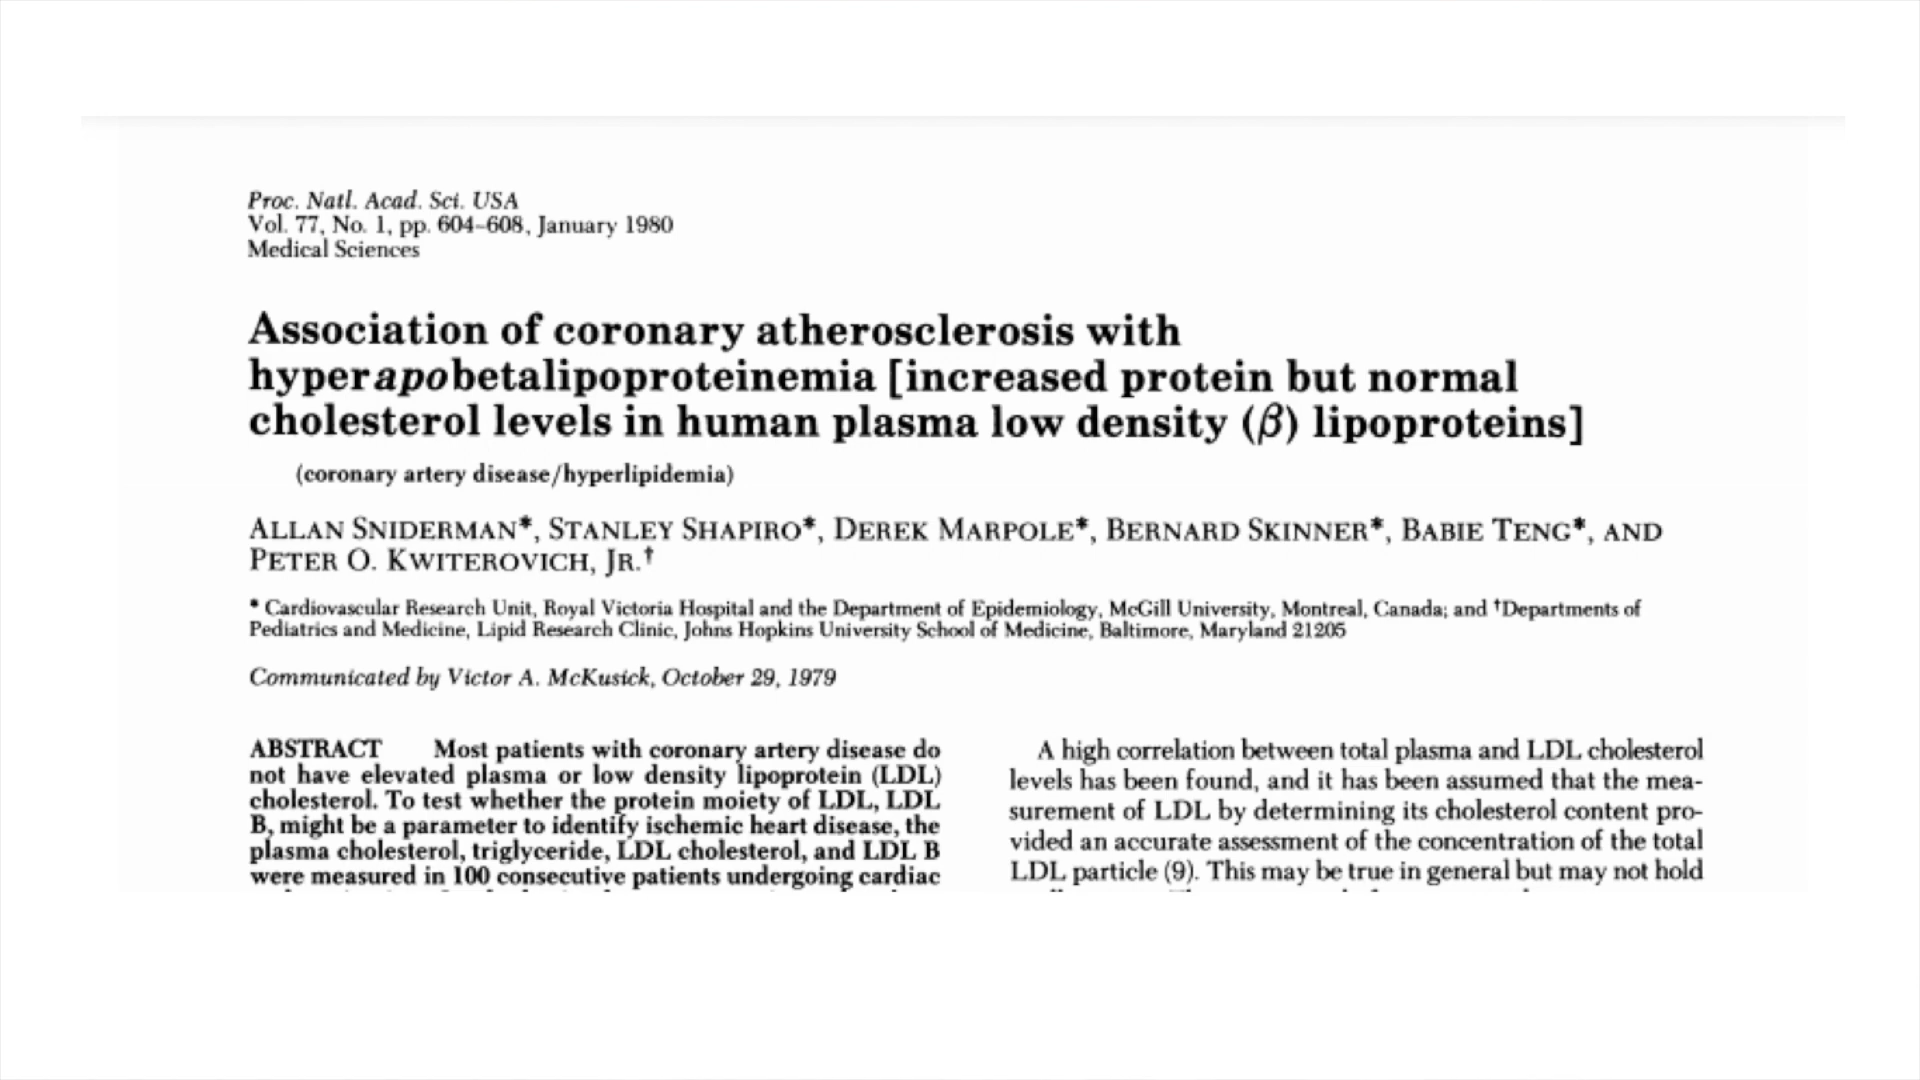 Proc. Natl. Acad. Sci. USA
Vol. 77, No. 1, pp. 604–608, January 1980
Medical Sciences
Association of coronary atherosclerosis with
hyperapobetalipoproteinemia [increased protein but normal
cholesterol levels in human plasma low density (β) lipoproteins]
(coronary artery disease/hyperlipidemia)
ALLAN SNIDERMAN*, STANLEY SHAPIRO*, DEREK MARPOLE*, BERNARD SKINNER*, BABIE TENG*, AND
PETER O. KWITEROVICH, JR.†
* Cardiovascular Research Unit, Royal Victoria Hospital and the Department of Epidemiology, McGill University, Montreal, Canada; and †Departments of
Pediatrics and Medicine, Lipid Research Clinic, Johns Hopkins University School of Medicine, Baltimore, Maryland 21205
Communicated by Victor A. McKusick, October 29, 1979
ABSTRACT Most patients with coronary artery disease do
not have elevated plasma or low density lipoprotein (LDL)
cholesterol. To test whether the protein moiety of LDL, LDL
B, might be a parameter to identify ischemic heart disease, the
plasma cholesterol, triglyceride, LDL cholesterol, and LDL B
were measured in 100 consecutive patients undergoing cardiac
A high correlation between total plasma and LDL cholesterol
levels has been found, and it has been assumed that the mea-
surement of LDL by determining its cholesterol content pro-
vided an accurate assessment of the concentration of the total
LDL particle (9). This may be true in general but may not hold